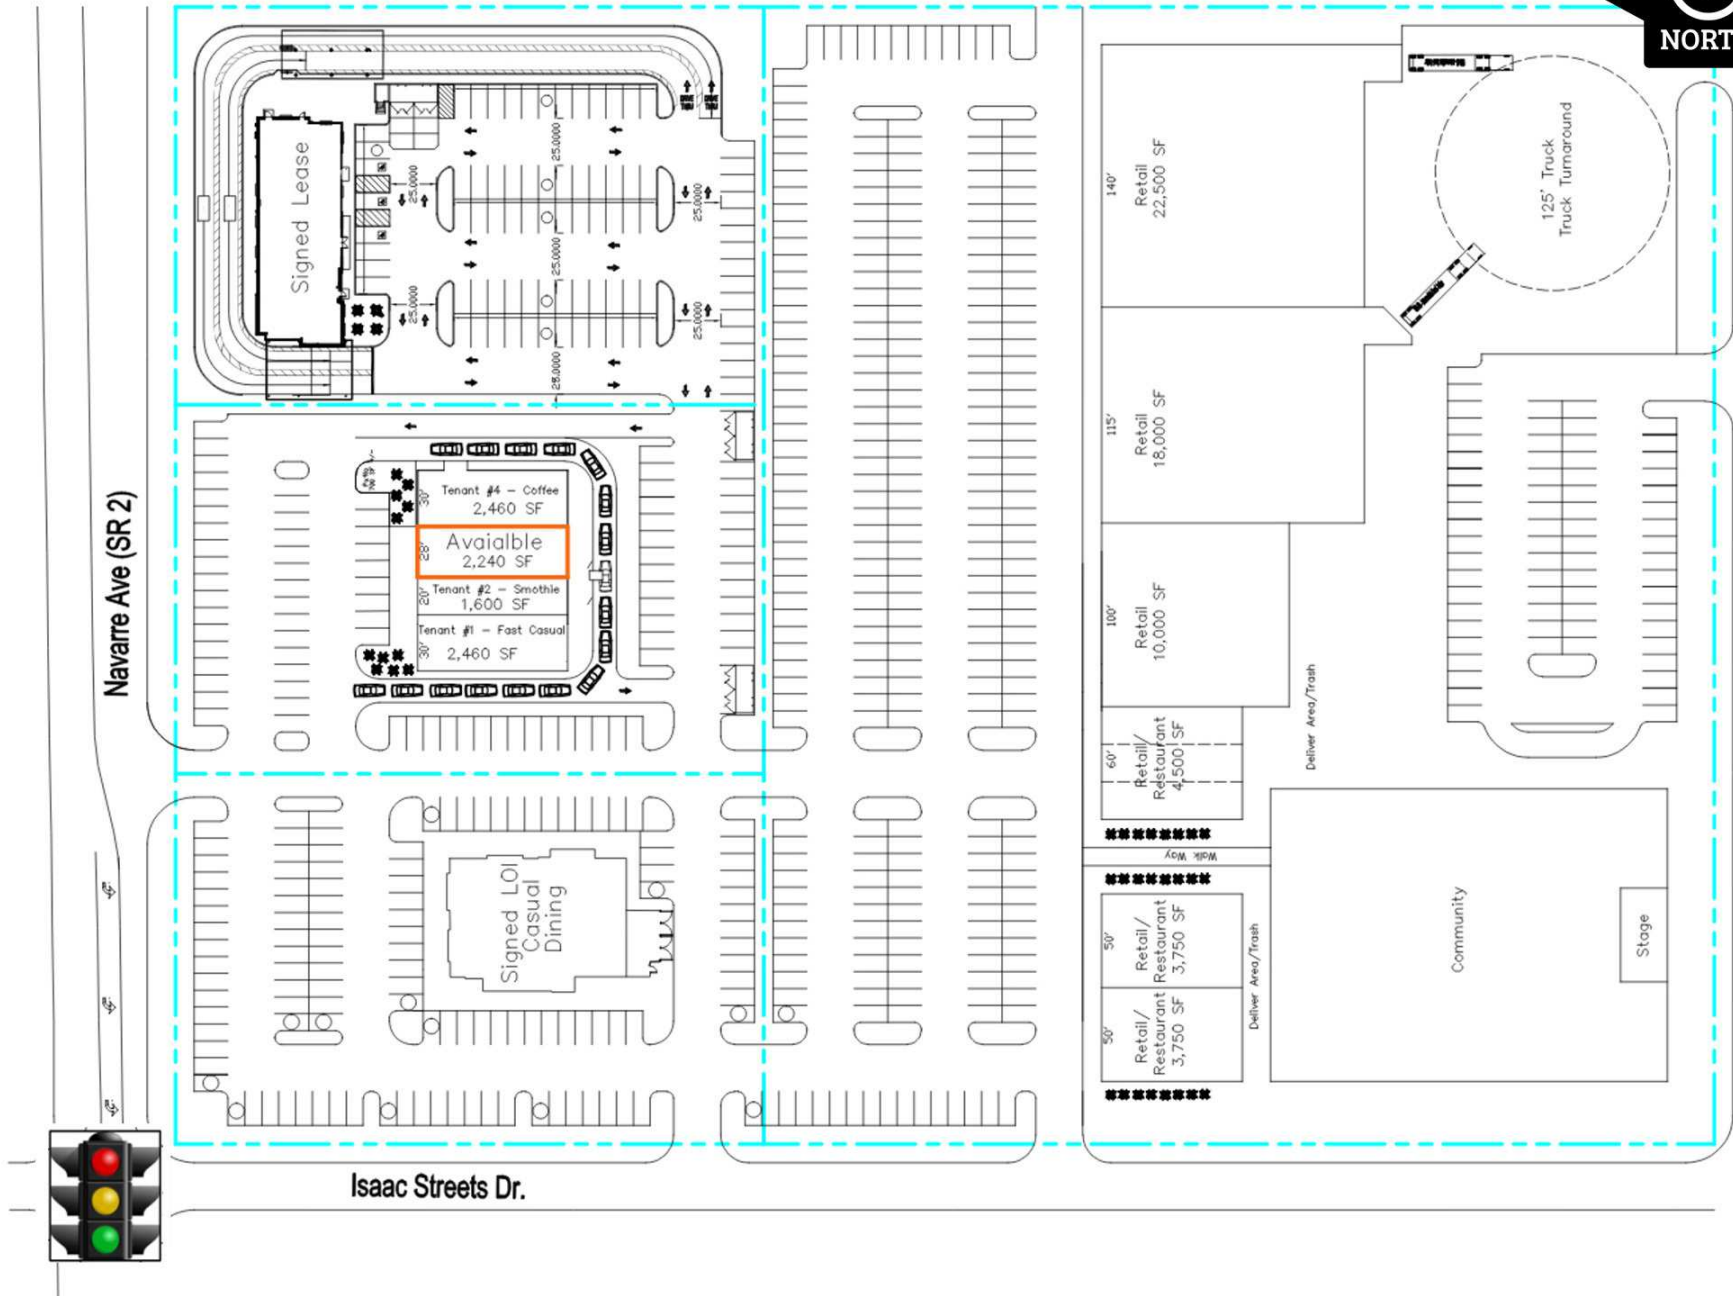 NORT
Signed Lease
25.0000
25.0000
25.0000
25.0000
25.0000
25.0000
25.0000
140'
Retail
22,500 SF
125' Truck
Truck Turnaround
115'
Retail
18,000 SF
100'
Retail
10,000 SF
60'
Retail/
Restaurant
4,500 SF
Deliver Area/Trash
Walk Way
50'
Retail/
Restaurant
3,750 SF
50'
Retail/
Restaurant
3,750 SF
Deliver Area/Trash
Community
Stage
30'
Tenant #4 – Coffee
2,460 SF
28'
Avaialble
2,240 SF
20'
Tenant #2 – Smothie
1,600 SF
Tenant #1 – Fast Casual
30'
2,460 SF
Signed LOI
Casual
Dining
Navarre Ave (SR 2)
Isaac Streets Dr.